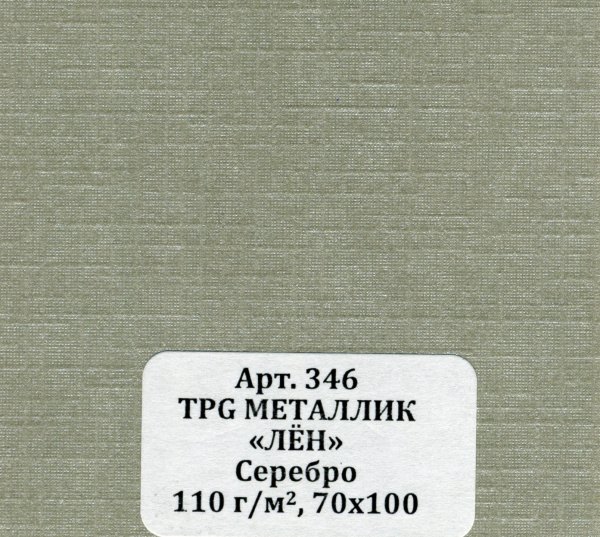 Арт. 346
TPG МЕТАЛЛИК
«ЛЁН»
Серебро
110 г/м², 70х100